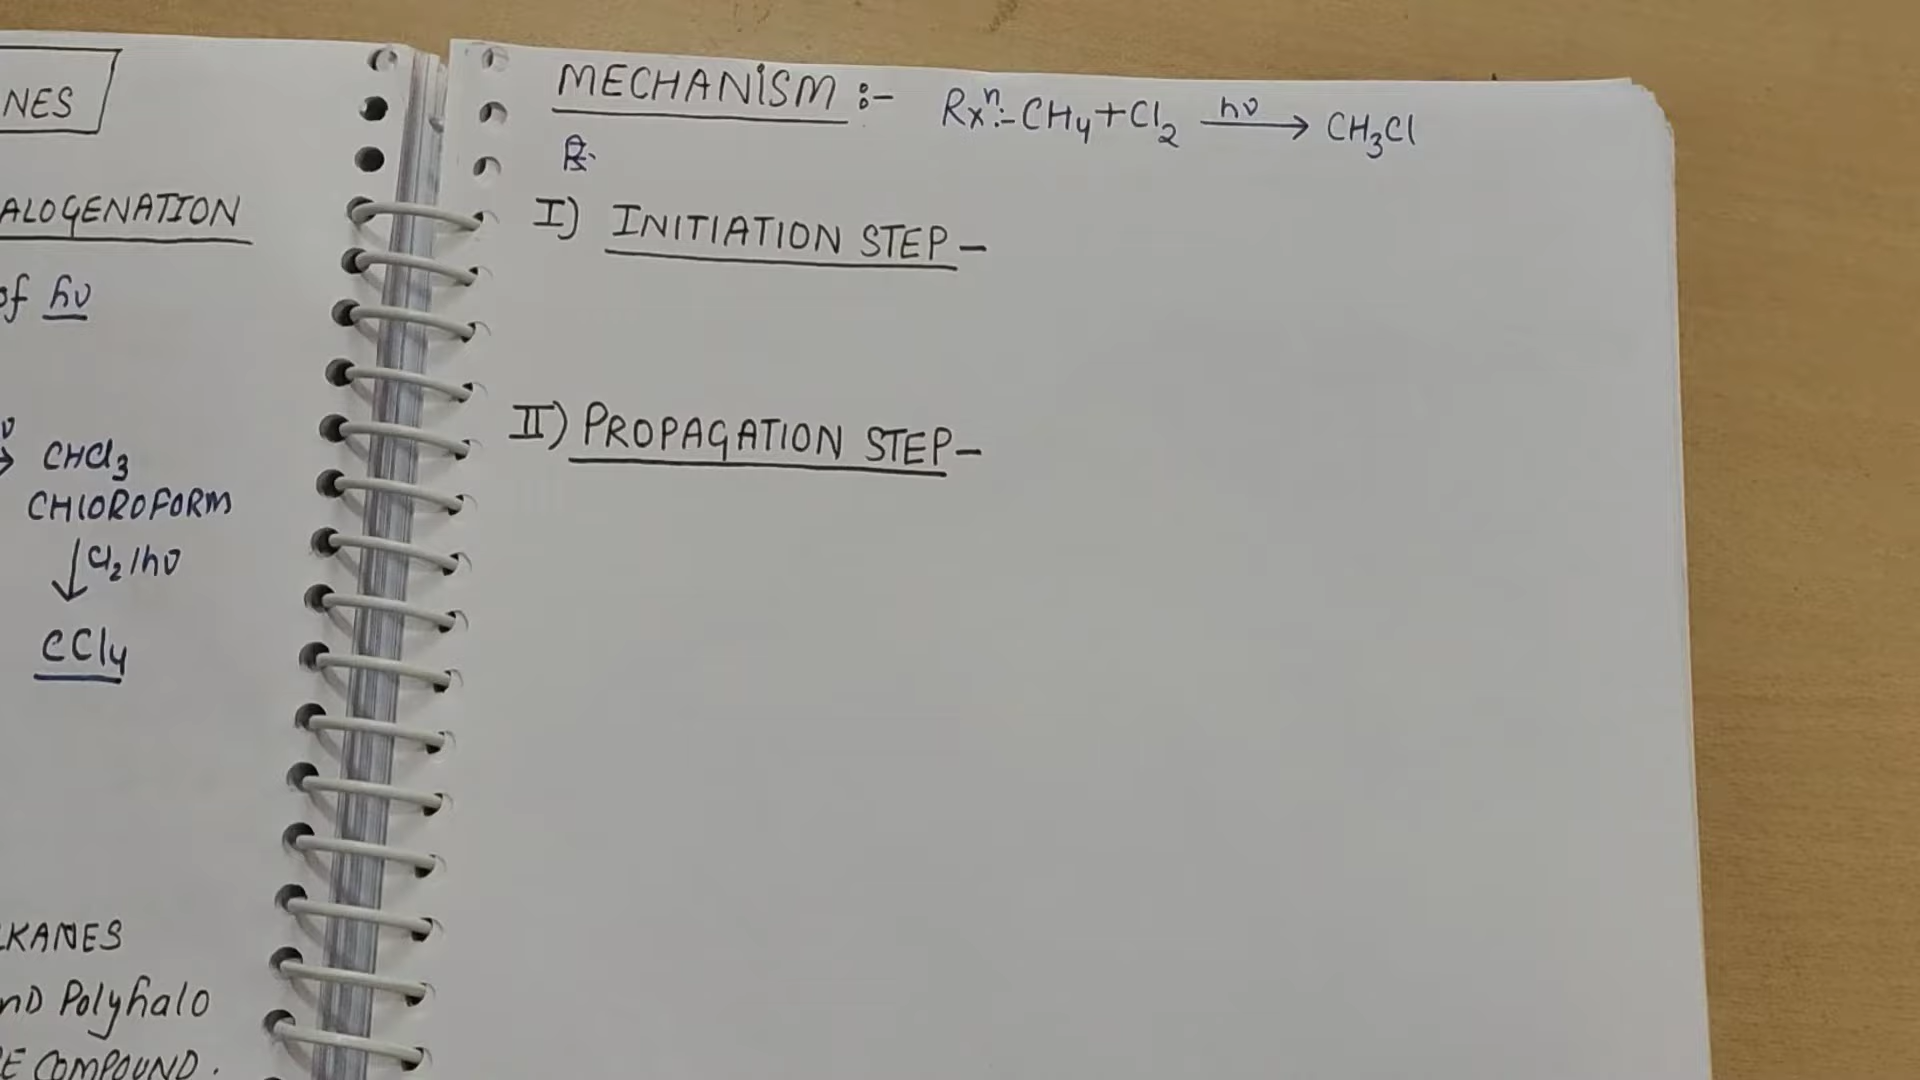 NES
ALOGENATION
of hν
ν
→ CHCl3
CHlOROFORM
↓ Cl2/hν
CCl4
LKANES
nD Polyhalo
E COMPOUND.
MECHANISM :- Rxⁿ:- CH4 + Cl2 hν → CH3Cl
I) INITIATION STEP -
II) PROPAGATION STEP -